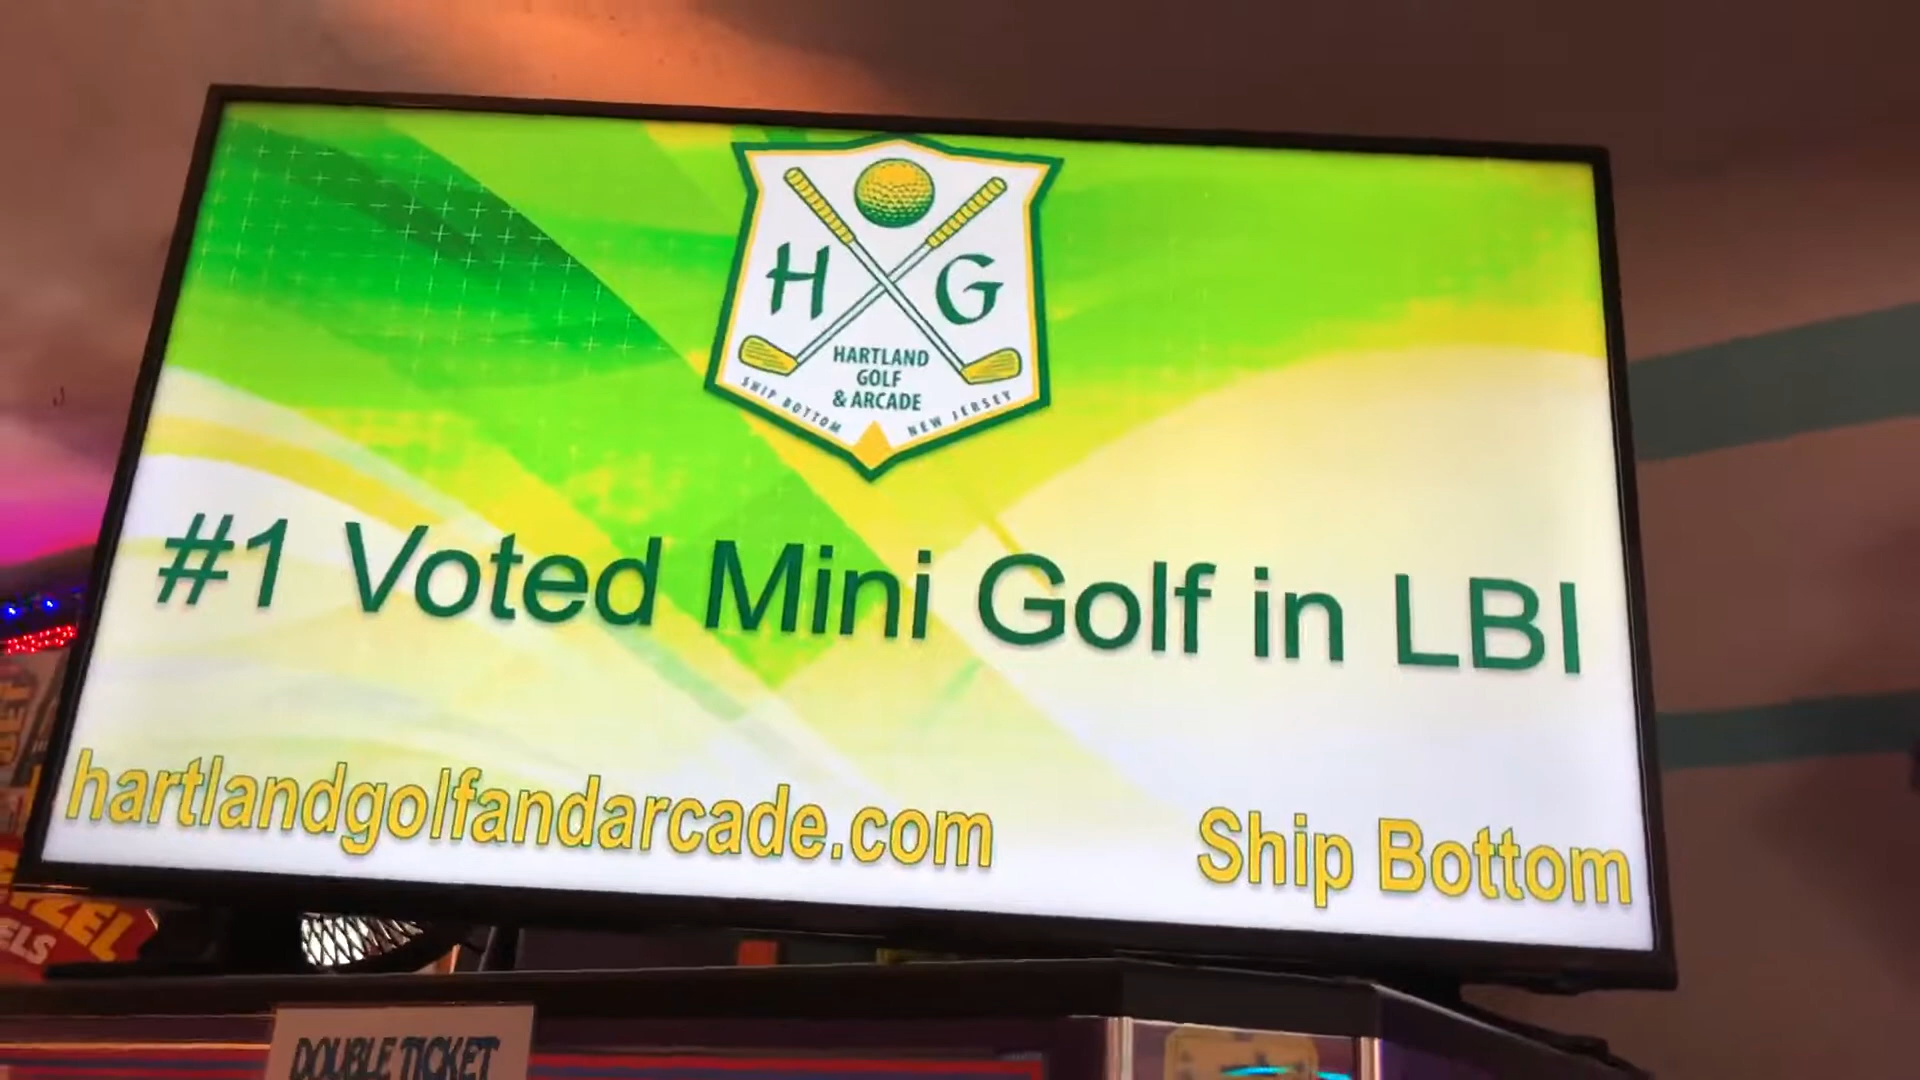 H G
HARTLAND
GOLF
& ARCADE
SHIP BOTTOM NEW JERSEY
#1 Voted Mini Golf in LBI
hartlandgolfandarcade.com
Ship Bottom
DOUBLE TICKET